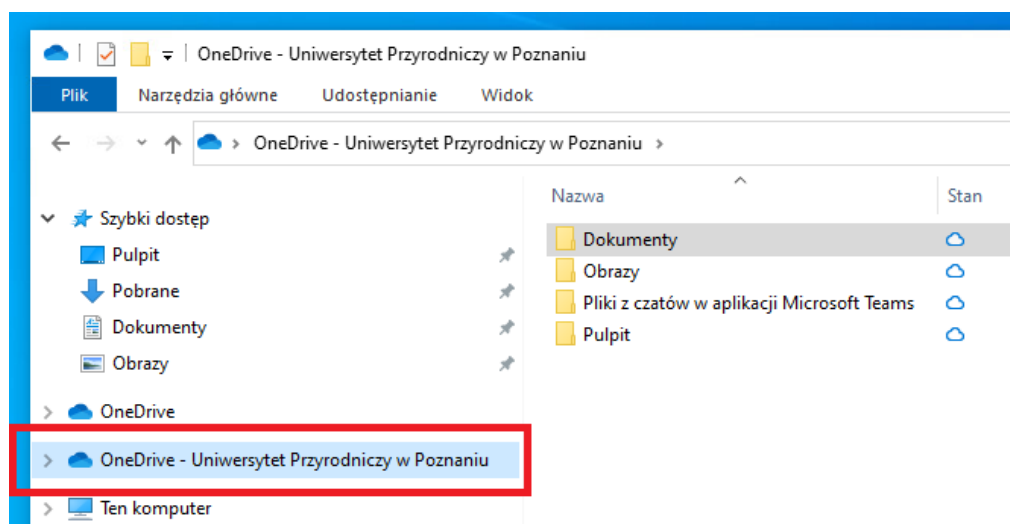 OneDrive - Uniwersytet Przyrodniczy w Poznaniu
Plik Narzędzia główne Udostępnianie Widok
OneDrive - Uniwersytet Przyrodniczy w Poznaniu
Nazwa Stan
Szybki dostęp
Pulpit
Pobrane
Dokumenty
Obrazy
OneDrive
OneDrive - Uniwersytet Przyrodniczy w Poznaniu
Ten komputer
Dokumenty
Obrazy
Pliki z czatów w aplikacji Microsoft Teams
Pulpit